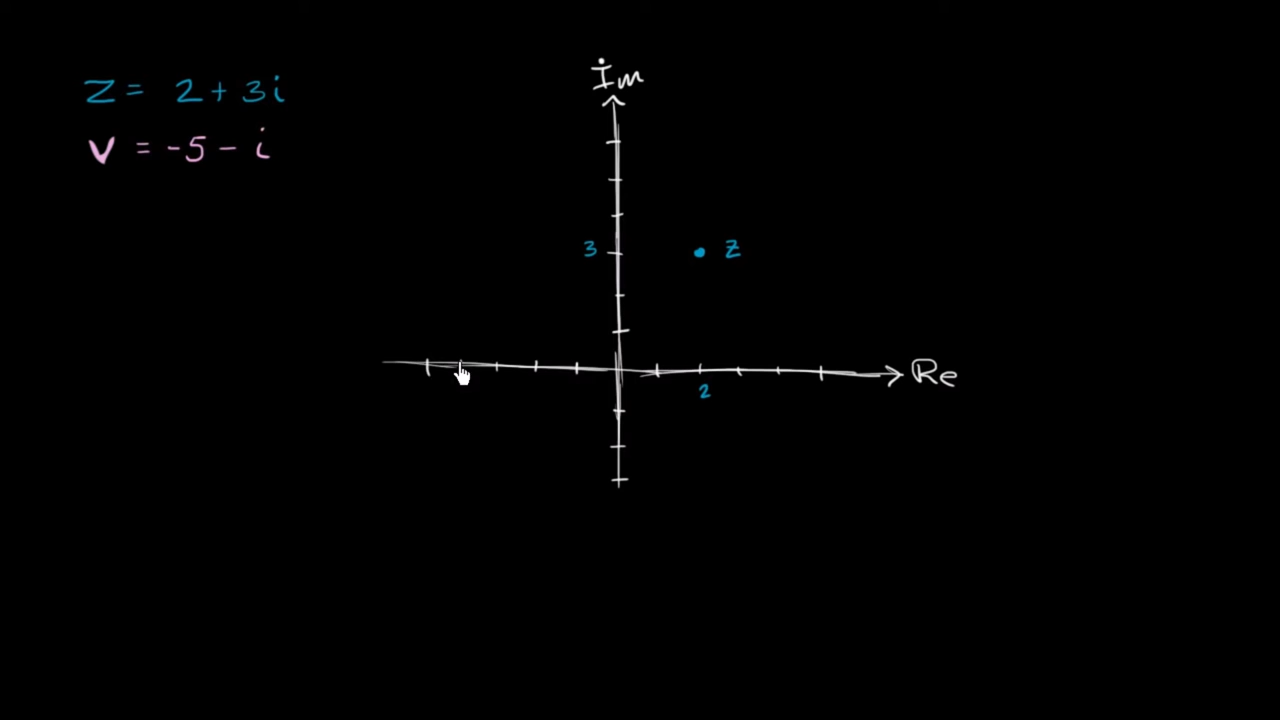 z = 2 + 3i
v = -5 - i
Im
3
z
Re
2